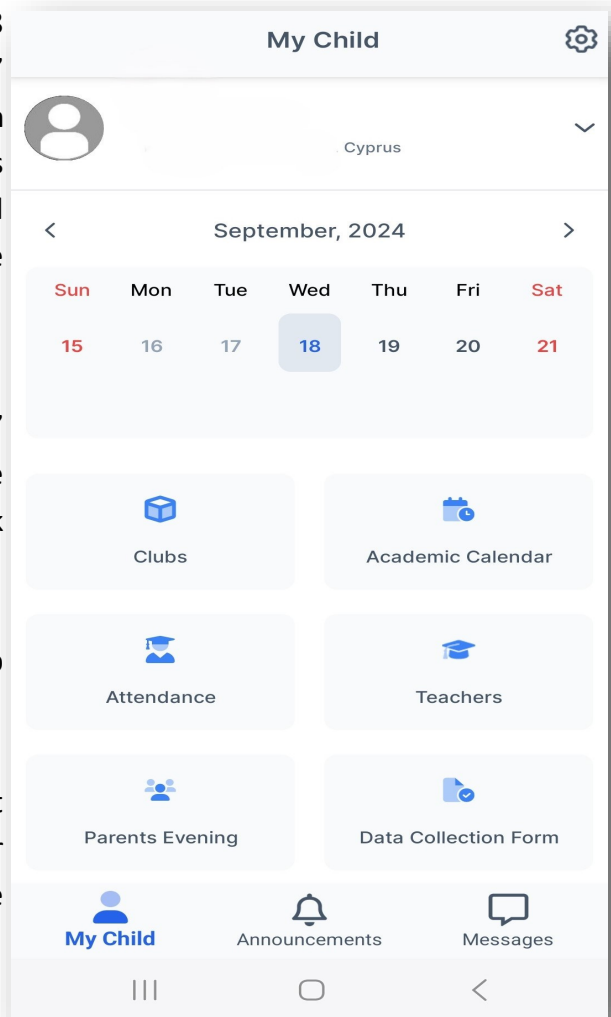 My Child
Cyprus
September, 2024
Sun Mon Tue Wed Thu Fri Sat
15 16 17 18 19 20 21
Clubs Academic Calendar
Attendance Teachers
Parents Evening Data Collection Form
My Child Announcements Messages